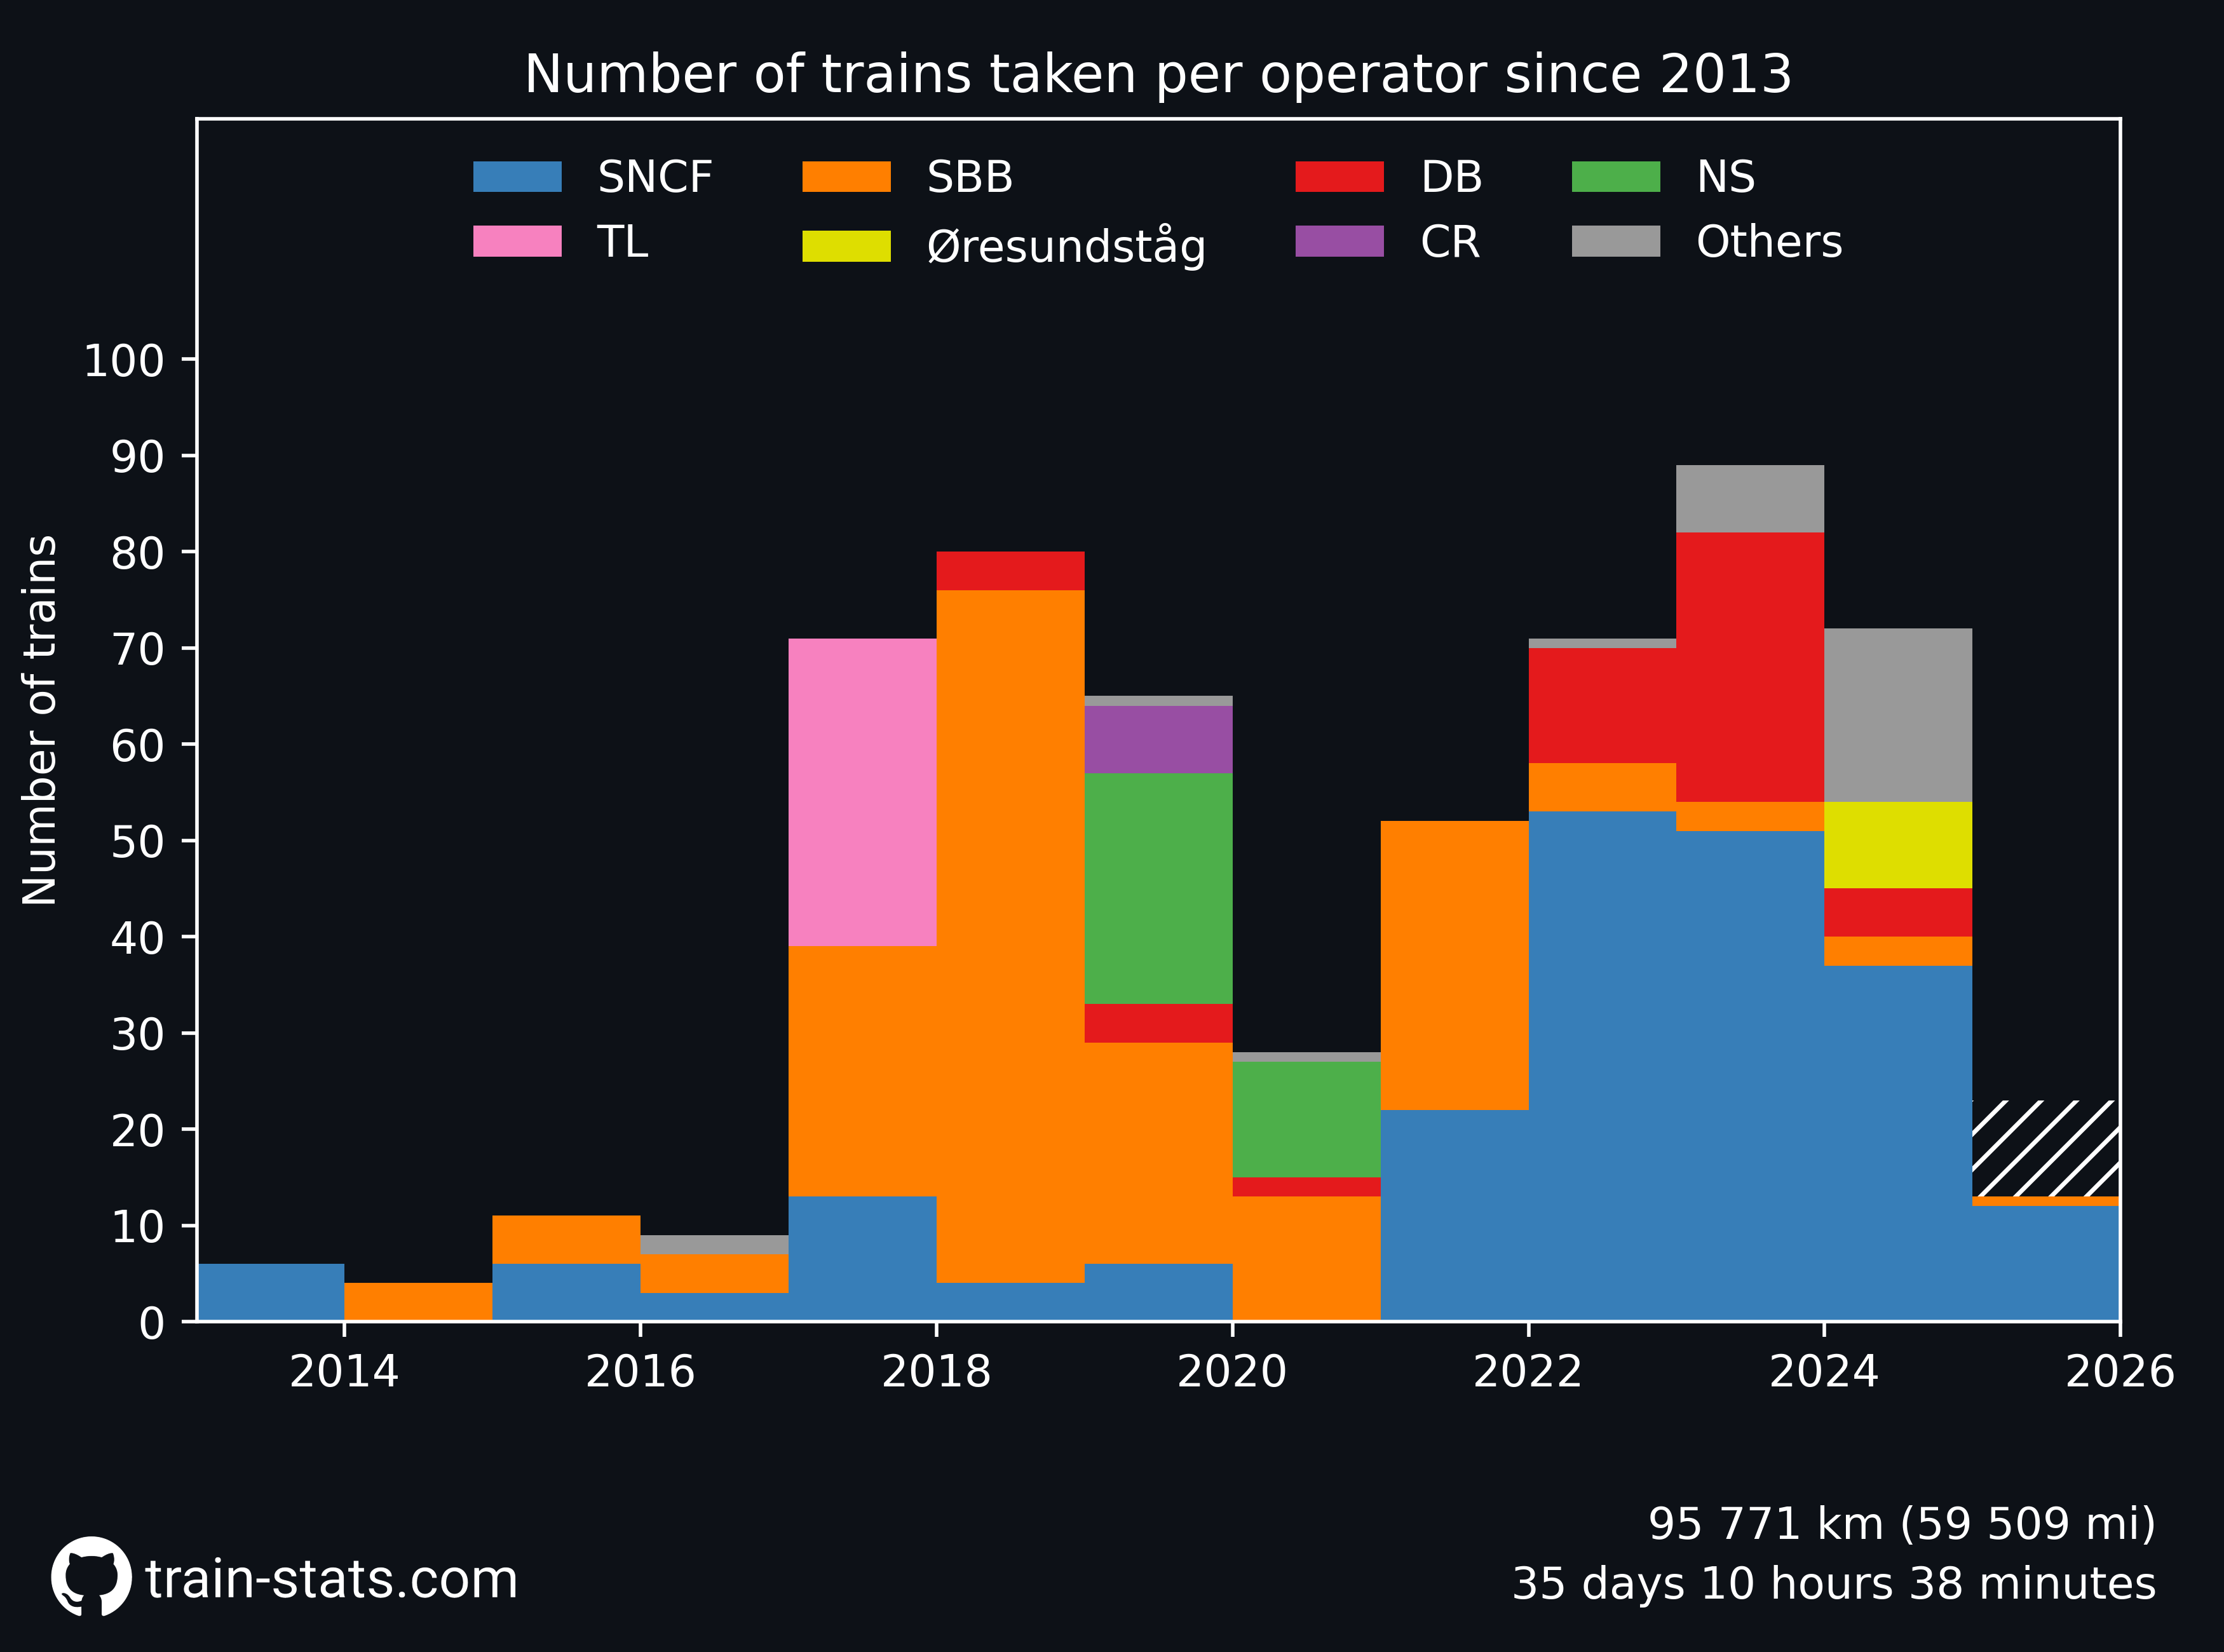 Number of trains taken per operator since 2013
SNCF SBB DB NS
TL Øresundståg CR Others
Number of trains
100
90
80
70
60
50
40
30
20
10
0
2014 2016 2018 2020 2022 2024 2026
95 771 km (59 509 mi)
train-stats.com
35 days 10 hours 38 minutes